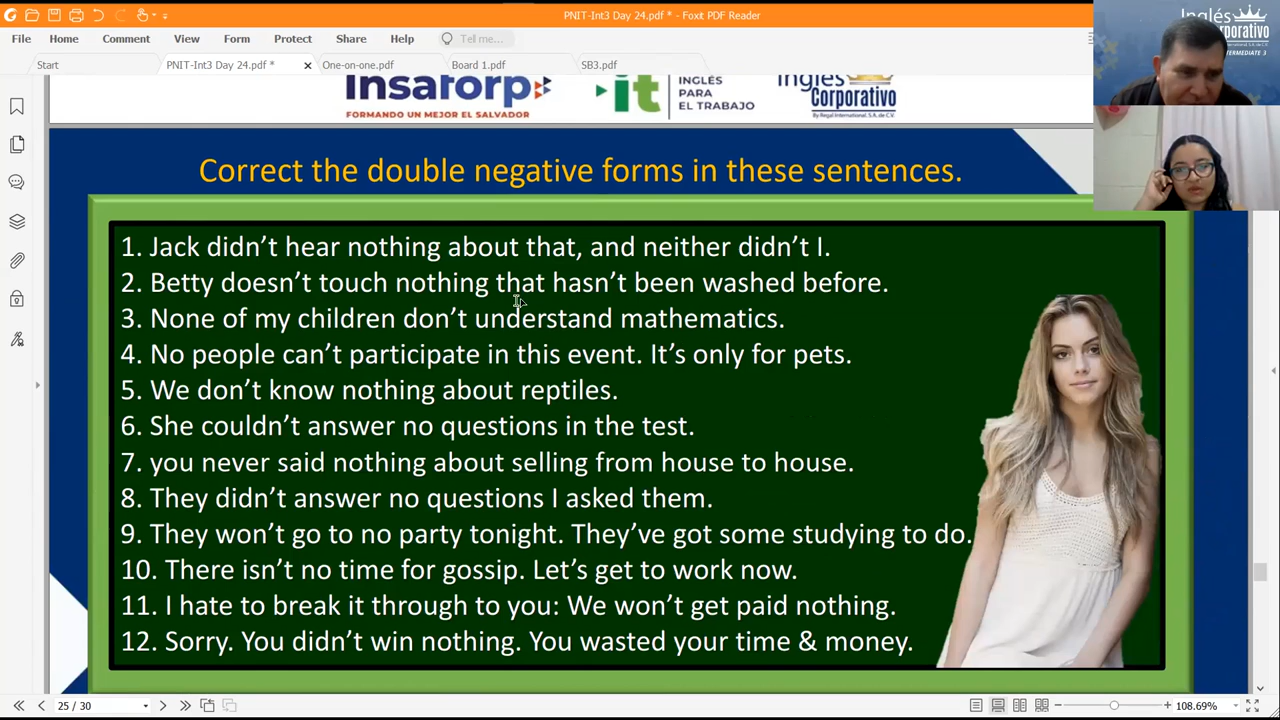 PNIT-Int3 Day 24.pdf * - Foxit PDF Reader
File Home Comment View Form Protect Share Help Tell me...
Start PNIT-Int3 Day 24.pdf * One-on-one.pdf Board 1.pdf SB3.pdf
Inglés
Corporativo
INTERMEDIATE 3
Insaforp
FORMANDO UN MEJOR EL SALVADOR
it
INGLÉS
PARA
EL TRABAJO
Inglés
Corporativo
By Regal International, S.A. de C.V.
Correct the double negative forms in these sentences.
1. Jack didn't hear nothing about that, and neither didn't I.
2. Betty doesn't touch nothing that hasn't been washed before.
3. None of my children don't understand mathematics.
4. No people can't participate in this event. It's only for pets.
5. We don't know nothing about reptiles.
6. She couldn't answer no questions in the test.
7. you never said nothing about selling from house to house.
8. They didn't answer no questions I asked them.
9. They won't go to no party tonight. They've got some studying to do.
10. There isn't no time for gossip. Let's get to work now.
11. I hate to break it through to you: We won't get paid nothing.
12. Sorry. You didn't win nothing. You wasted your time & money.
25 / 30
108.69%